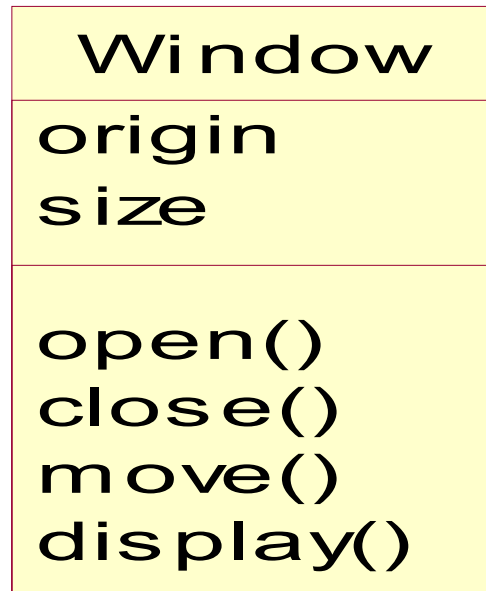 Window
origin
size
open()
close()
move()
display()